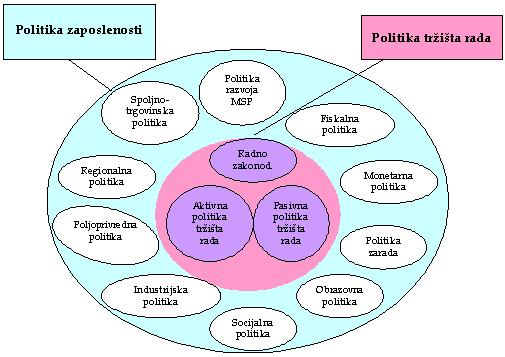 Politika zaposlenosti
Politika tržišta rada
Politika
razvoja
MSP
Spoljno-
trgovinska
politika
Fiskalna
politika
Radno
zakonod.
Regionalna
politika
Monetarna
politika
Aktivna
politika
tržišta
rada
Pasivna
politika
tržišta
rada
Poljoprivredna
politika
Politika
zarada
Industrijska
politika
Obrazovna
politika
Socijalna
politika